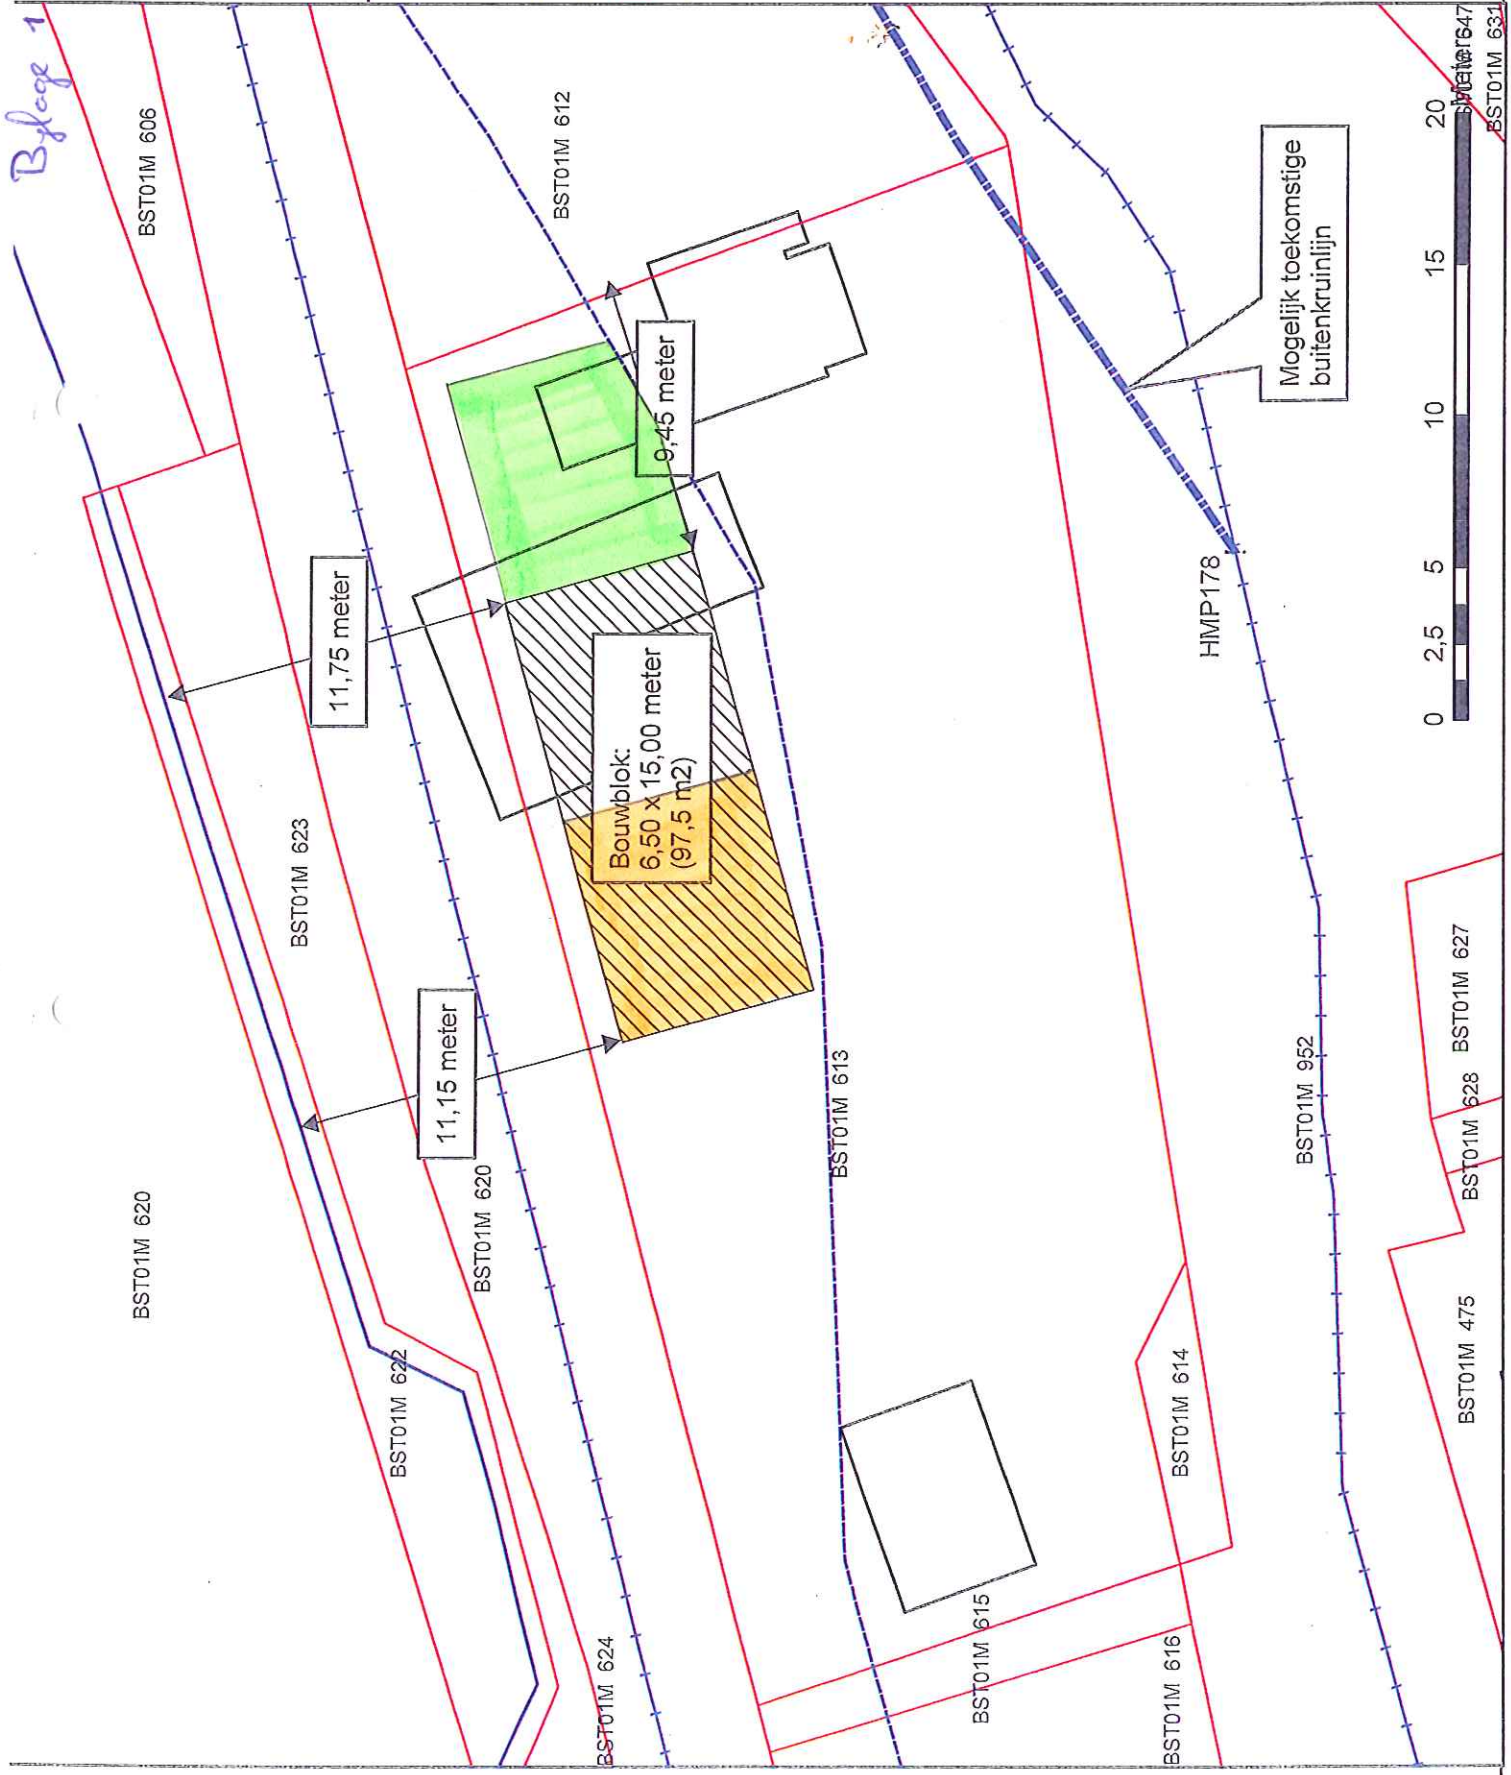 Bylage 1
BST01M 606
BST01M 612
BST01M 623
BST01M 620
11,75 meter
9,45 meter
Bouwblok:
6,50 x 15,00 meter
(97,5 m2)
11,15 meter
BST01M 620
BST01M 622
BST01M 624
BST01M 613
BST01M 615
BST01M 616
BST01M 614
HMP178
Mogelijk toekomstige
buitenkruinlijn
BST01M 952
BST01M 627
BST01M 628
BST01M 475
BST01M 631
0 2,5 5 10 15 20
Meters